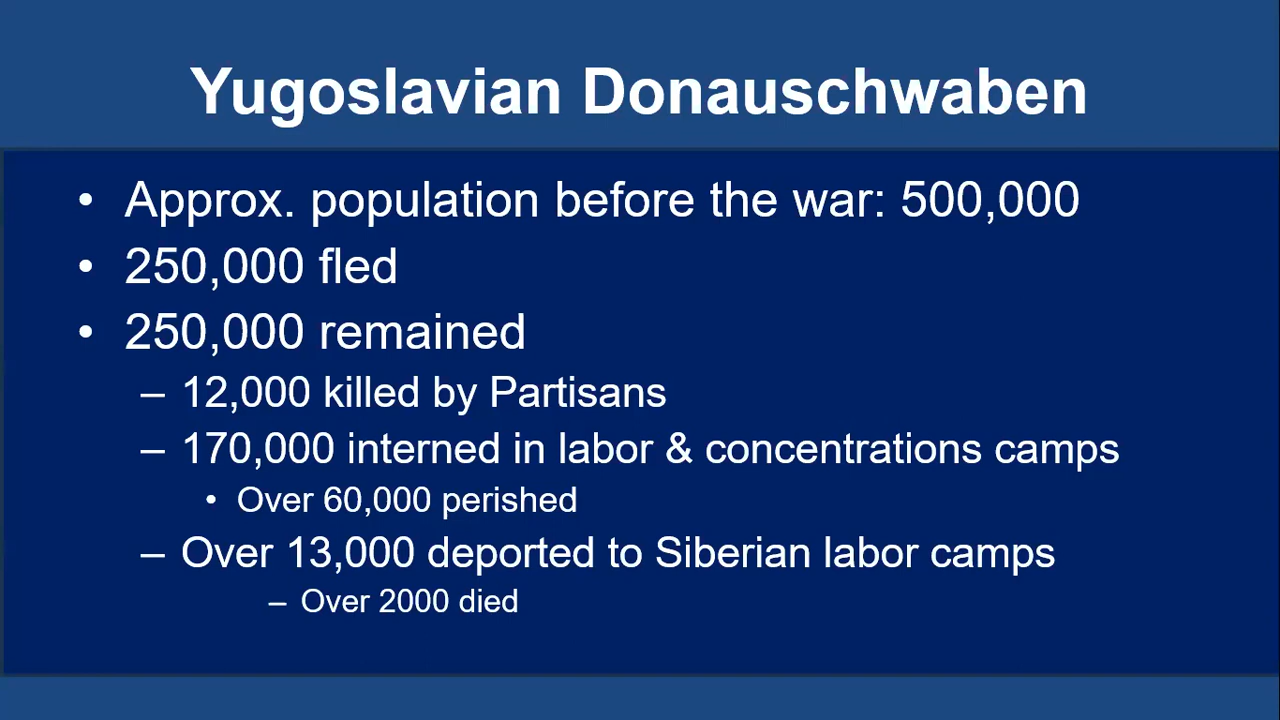 Yugoslavian Donauschwaben
• Approx. population before the war: 500,000
• 250,000 fled
• 250,000 remained
– 12,000 killed by Partisans
– 170,000 interned in labor & concentrations camps
• Over 60,000 perished
– Over 13,000 deported to Siberian labor camps
– Over 2000 died